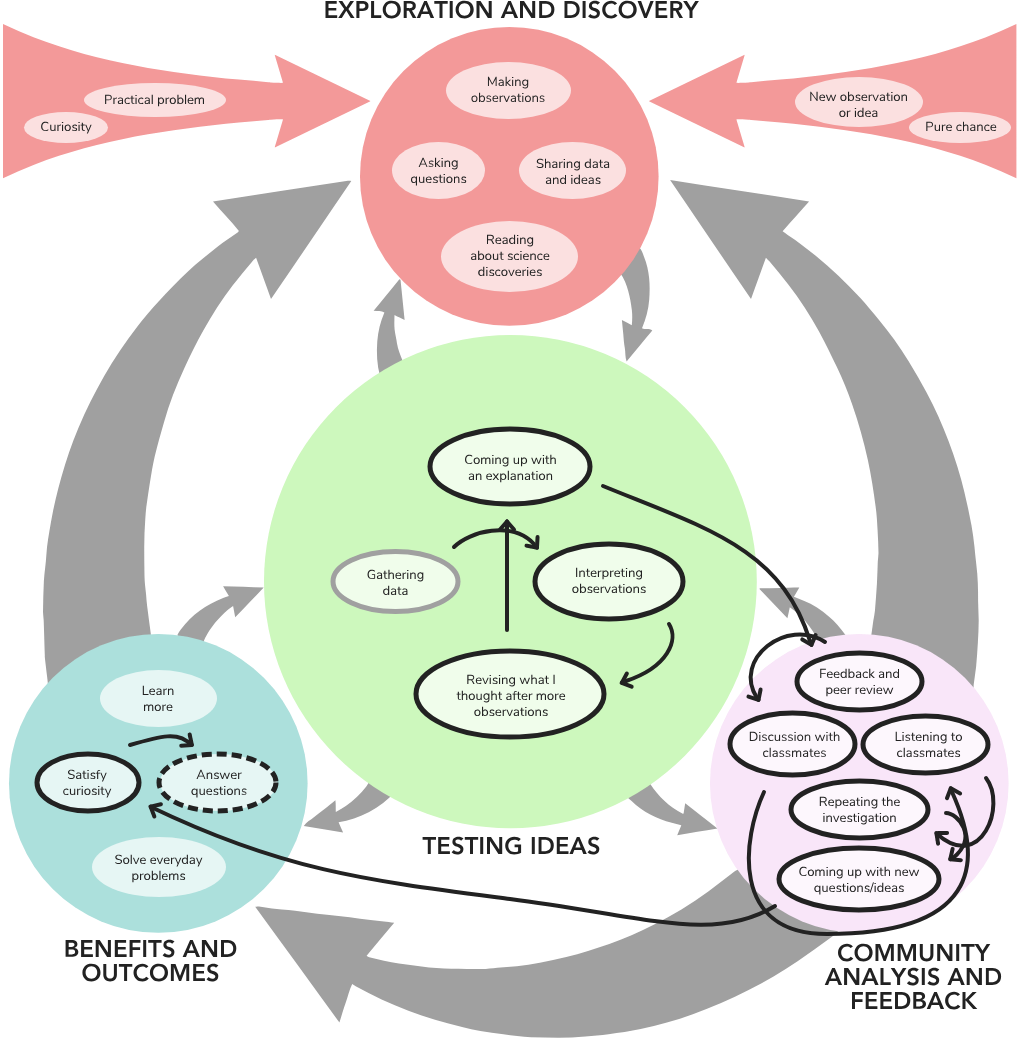 EXPLORATION AND DISCOVERY
Making
observations
Practical problem
Curiosity
New observation
or idea
Pure chance
Asking
questions
Sharing data
and ideas
Reading
about science
discoveries
Coming up with
an explanation
Gathering
data
Interpreting
observations
Revising what I
thought after more
observations
TESTING IDEAS
Learn
more
Satisfy
curiosity
Answer
questions
Solve everyday
problems
BENEFITS AND
OUTCOMES
Feedback and
peer review
Discussion with
classmates
Listening to
classmates
Repeating the
investigation
Coming up with new
questions/ideas
COMMUNITY
ANALYSIS AND
FEEDBACK